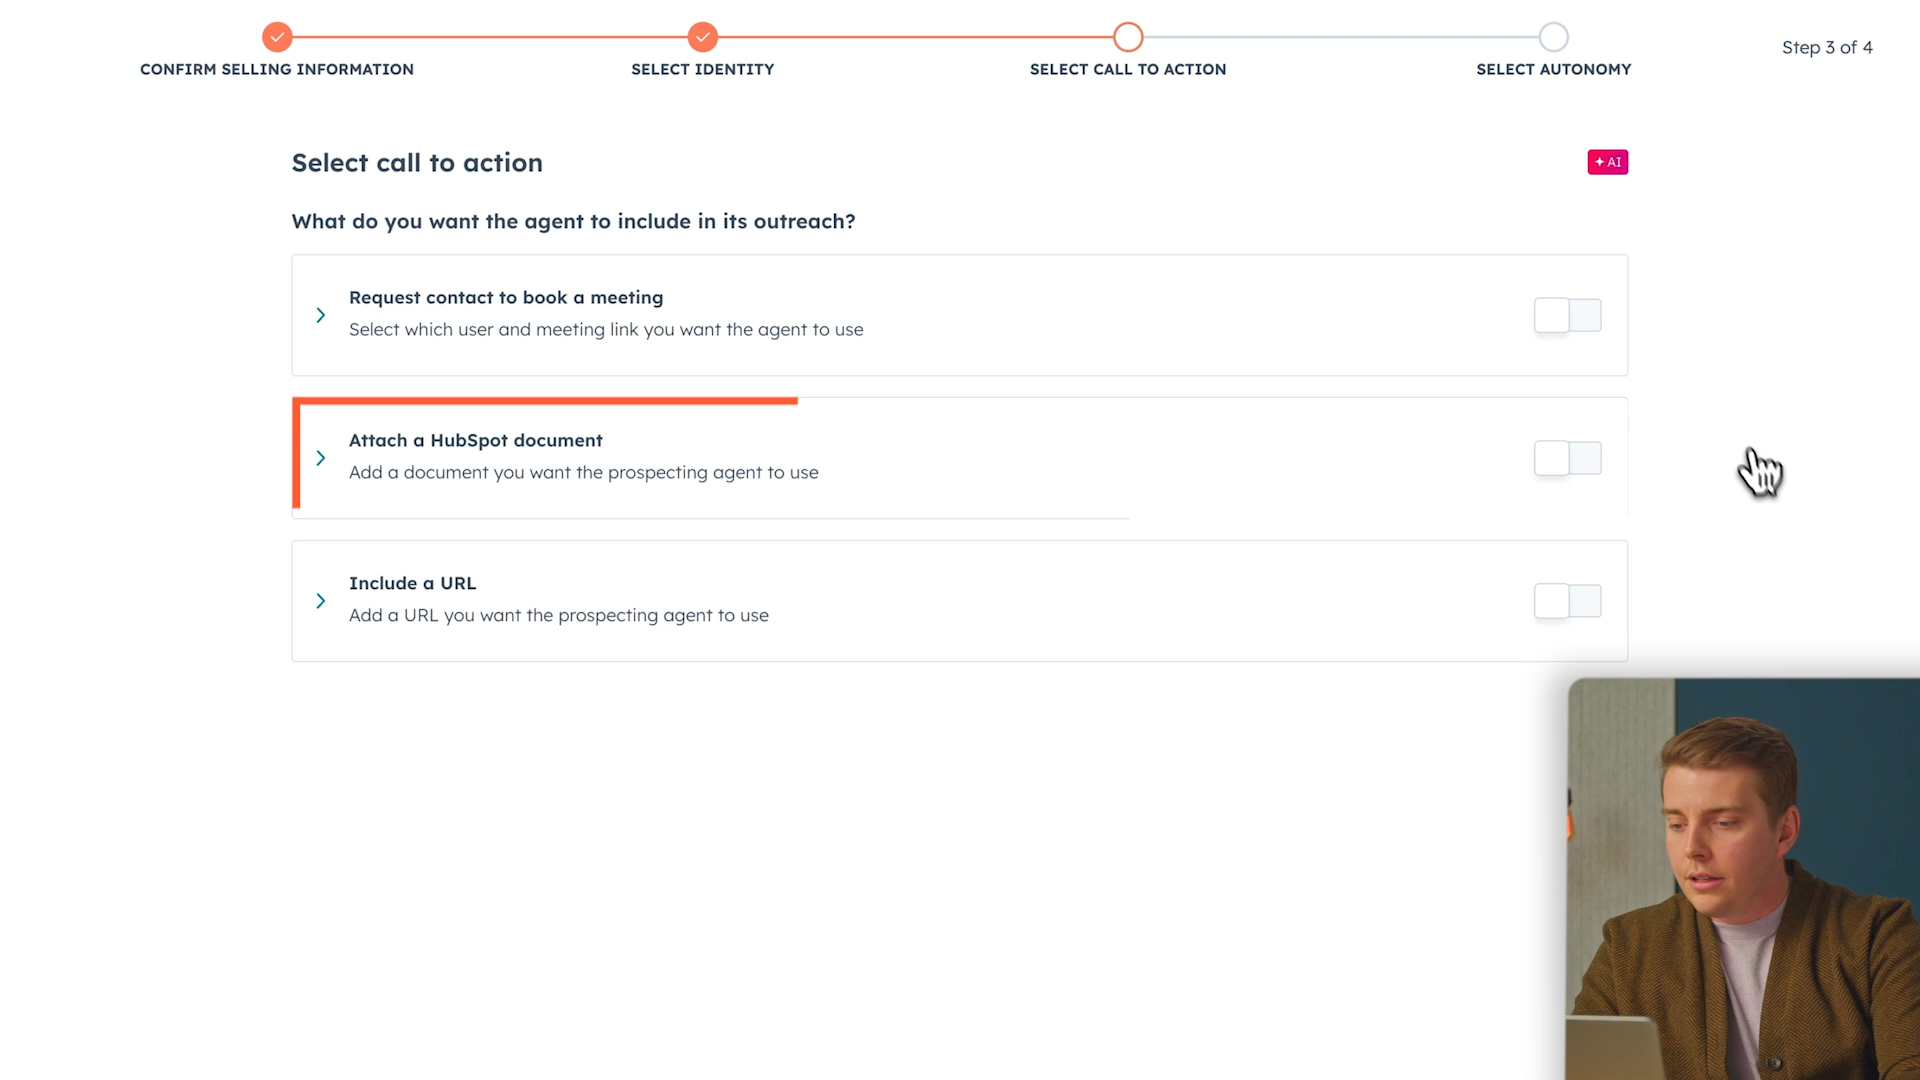 CONFIRM SELLING INFORMATION
SELECT IDENTITY
SELECT CALL TO ACTION
SELECT AUTONOMY
Step 3 of 4
Select call to action
AI
What do you want the agent to include in its outreach?
Request contact to book a meeting
Select which user and meeting link you want the agent to use
Attach a HubSpot document
Add a document you want the prospecting agent to use
Include a URL
Add a URL you want the prospecting agent to use